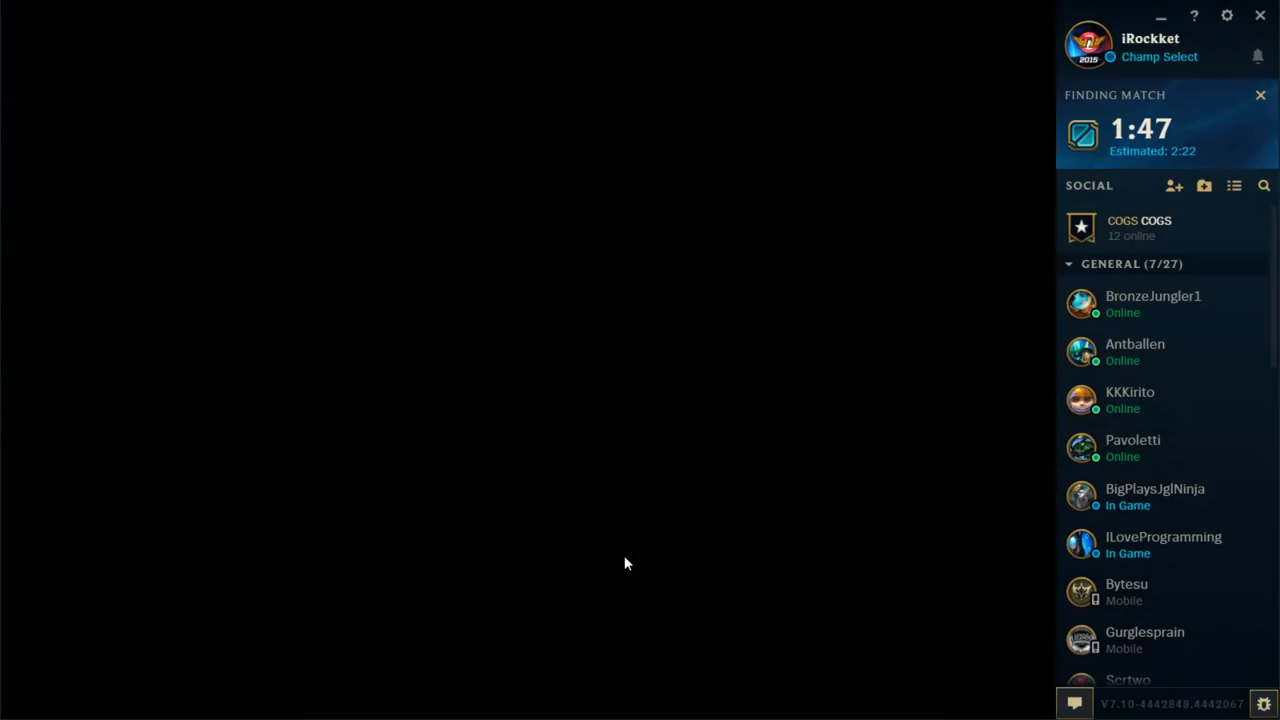 ?
iRockket
2015
Champ Select
FINDING MATCH
1:47
Estimated: 2:22
SOCIAL
COGS COGS
12 online
GENERAL (7/27)
BronzeJungler1
Online
Antballen
Online
KKKirito
Online
Pavoletti
Online
BigPlaysJglNinja
In Game
ILoveProgramming
In Game
Bytesu
Mobile
Gurglesprain
Mobile
Scrtwo
V7.10-4442848.4442067